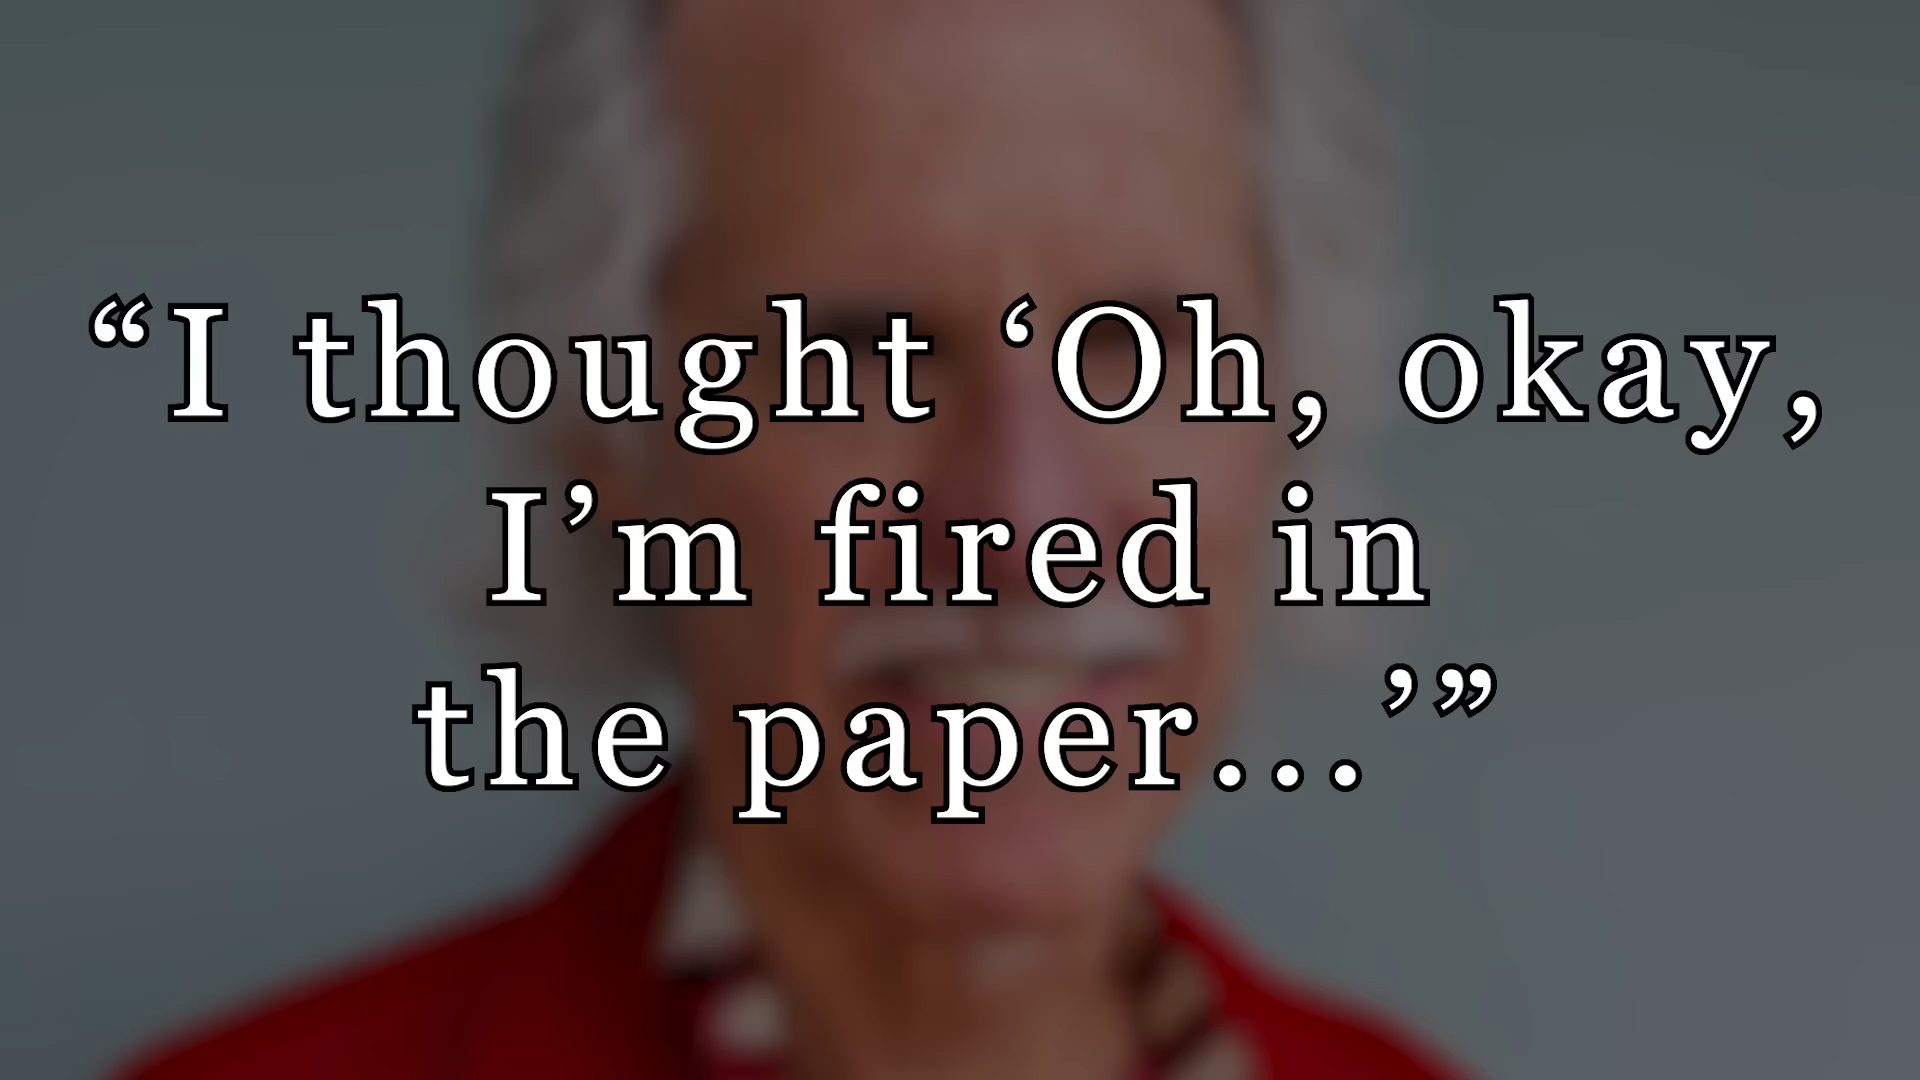 “I thought ‘Oh, okay,
I’m fired in
the paper...’”